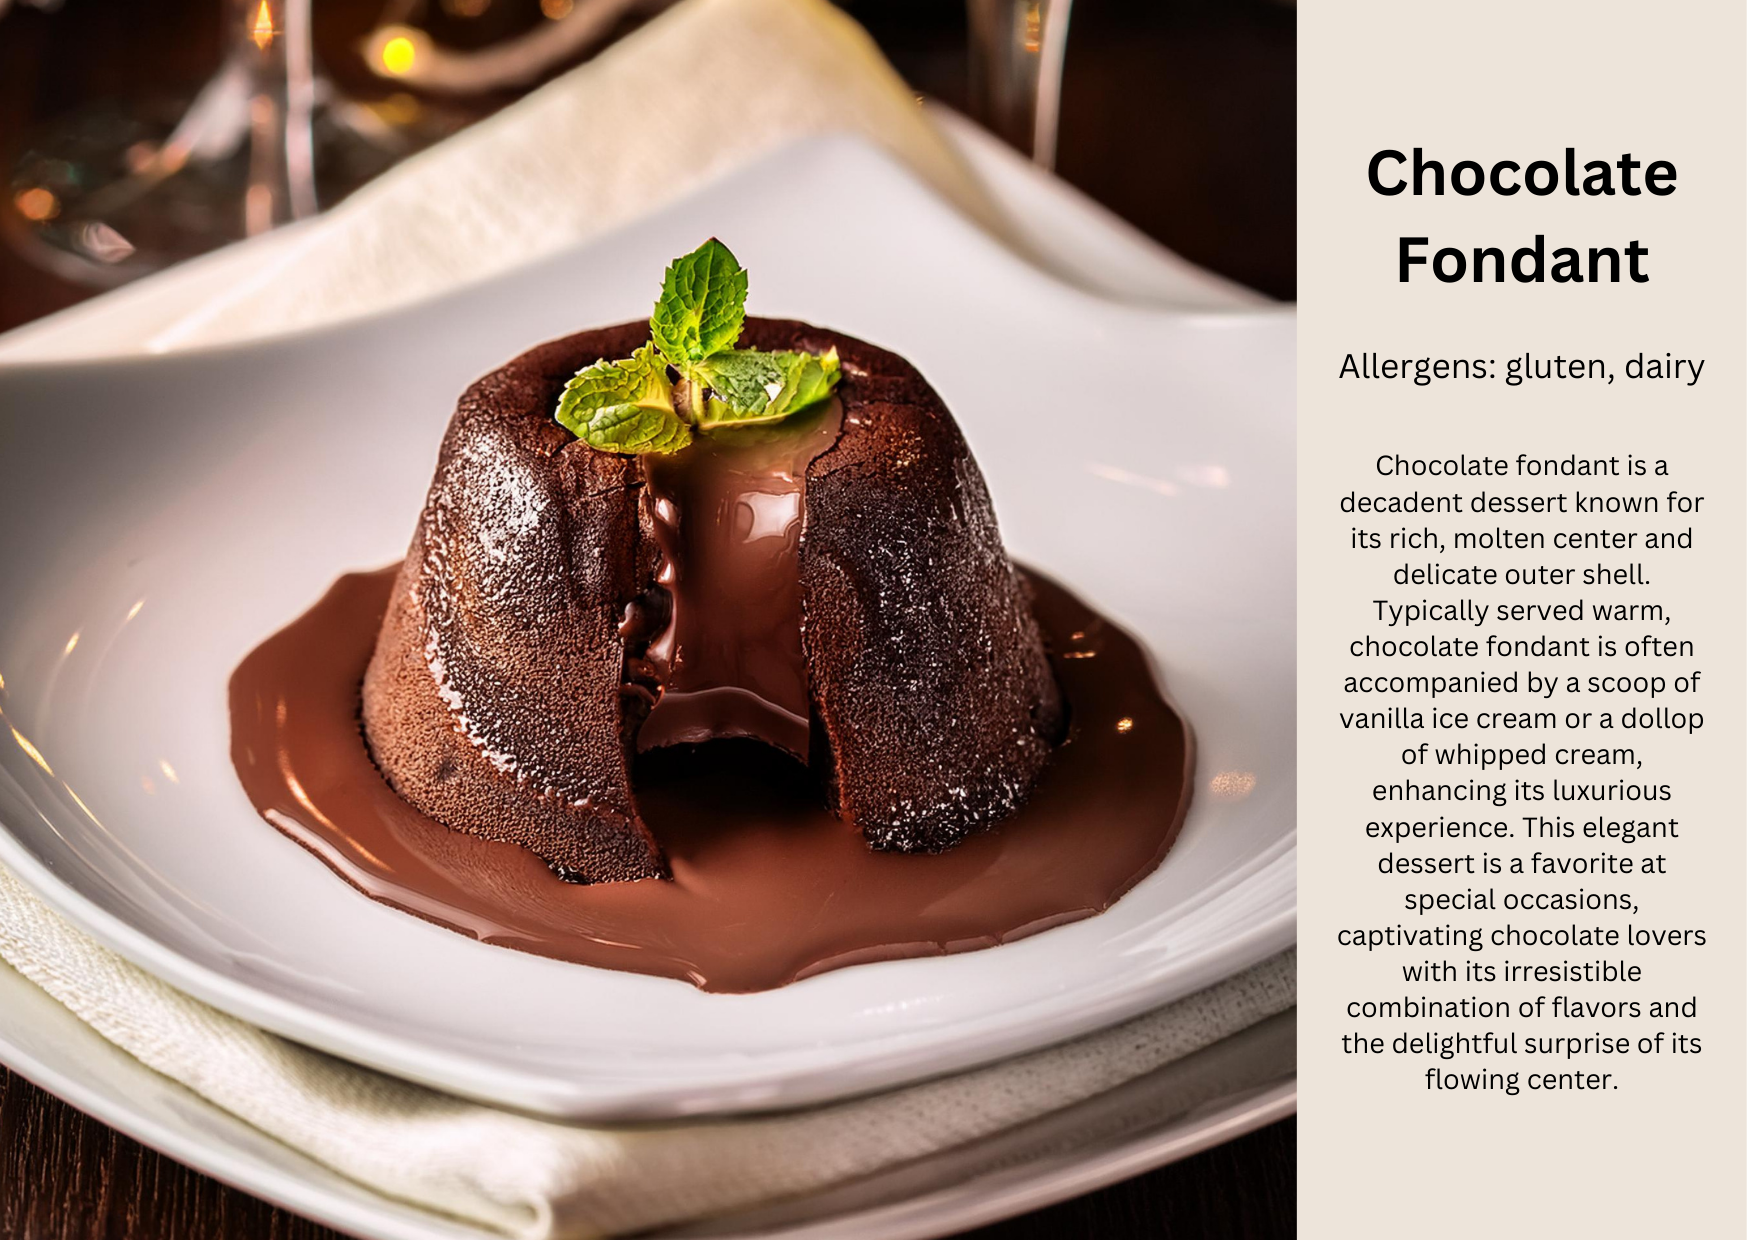 Chocolate
Fondant
Allergens: gluten, dairy
Chocolate fondant is a
decadent dessert known for
its rich, molten center and
delicate outer shell.
Typically served warm,
chocolate fondant is often
accompanied by a scoop of
vanilla ice cream or a dollop
of whipped cream,
enhancing its luxurious
experience. This elegant
dessert is a favorite at
special occasions,
captivating chocolate lovers
with its irresistible
combination of flavors and
the delightful surprise of its
flowing center.